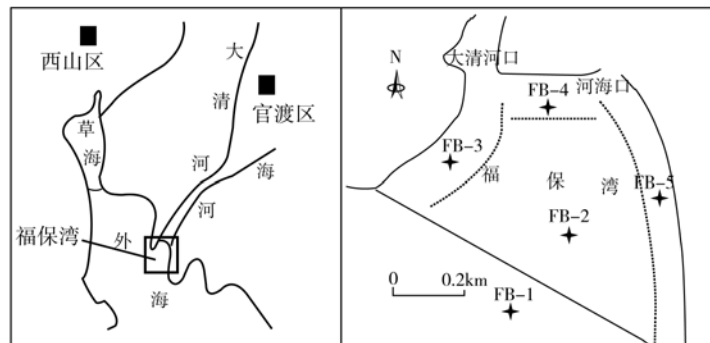 西山区
大
清
河
官渡区
草
海
海
河
福保湾
外
海
N
大清河口
河海口
FB-4
FB-3
福
保
湾
FB-5
FB-2
0 0.2km
FB-1